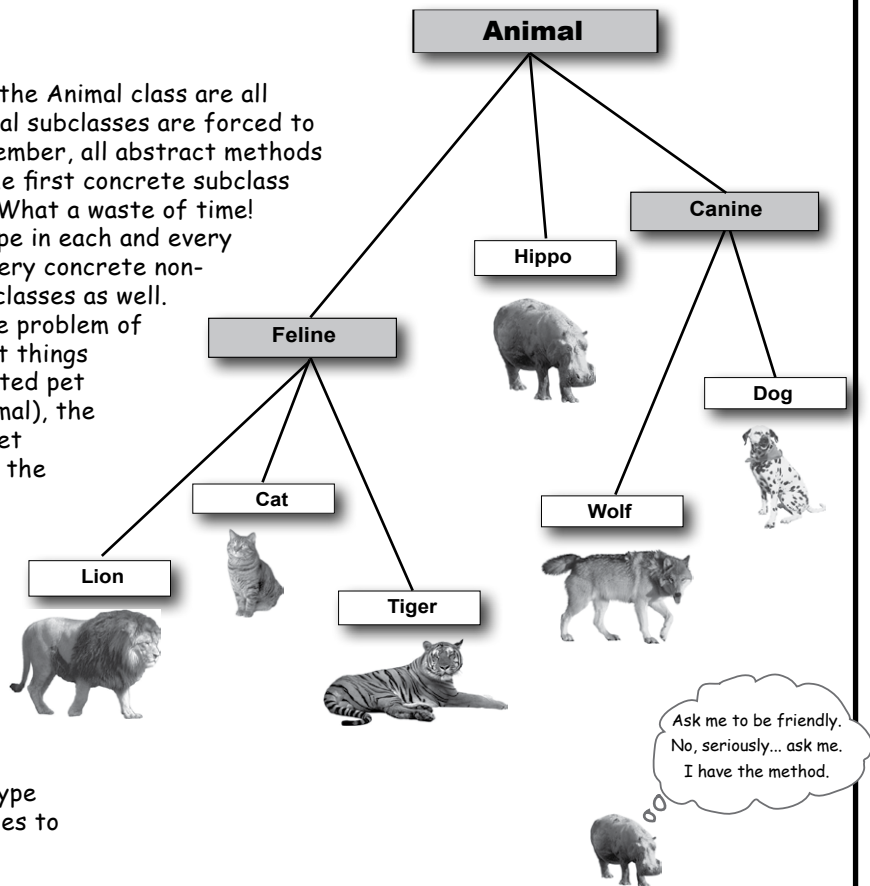 Animal
the Animal class are all
al subclasses are forced to
ember, all abstract methods
e first concrete subclass
What a waste of time!
pe in each and every
ery concrete non-
classes as well.
e problem of
t things
ted pet
mal), the
et
the
Canine
Hippo
Feline
Dog
Cat
Wolf
Lion
Tiger
Ask me to be friendly.
No, seriously... ask me.
I have the method.
ype
es to